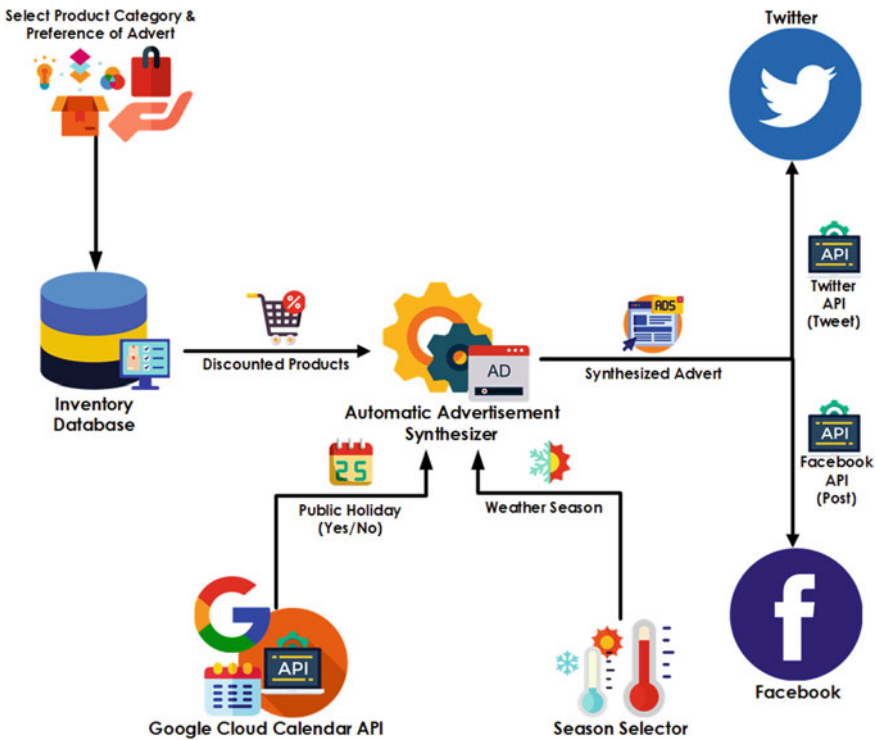 Select Product Category &
Preference of Advert
Twitter
API
Twitter
API
(Tweet)
%
Discounted Products
AD
ADS
Synthesized Advert
Inventory
Database
Automatic Advertisement
Synthesizer
API
Facebook
API
(Post)
25
Public Holiday
(Yes/No)
Weather Season
G
API
Google Cloud Calendar API
Season Selector
f
Facebook